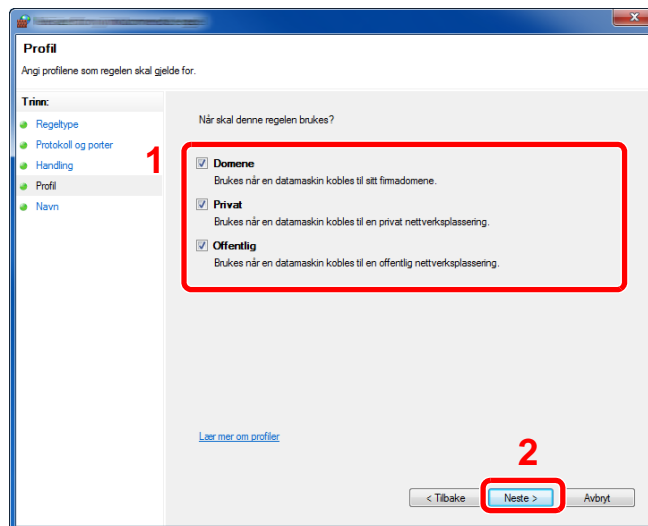 Profil
Angi profilene som regelen skal gjelde for.
Trinn:
Regeltype
Protokoll og porter
Handling
Profil
Navn
Når skal denne regelen brukes?
1
Domene
Brukes når en datamaskin kobles til sitt firmadomene.
Privat
Brukes når en datamaskin kobles til en privat nettverksplassering.
Offentlig
Brukes når en datamaskin kobles til en offentlig nettverksplassering.
Lær mer om profiler
2
< Tilbake
Neste >
Avbryt